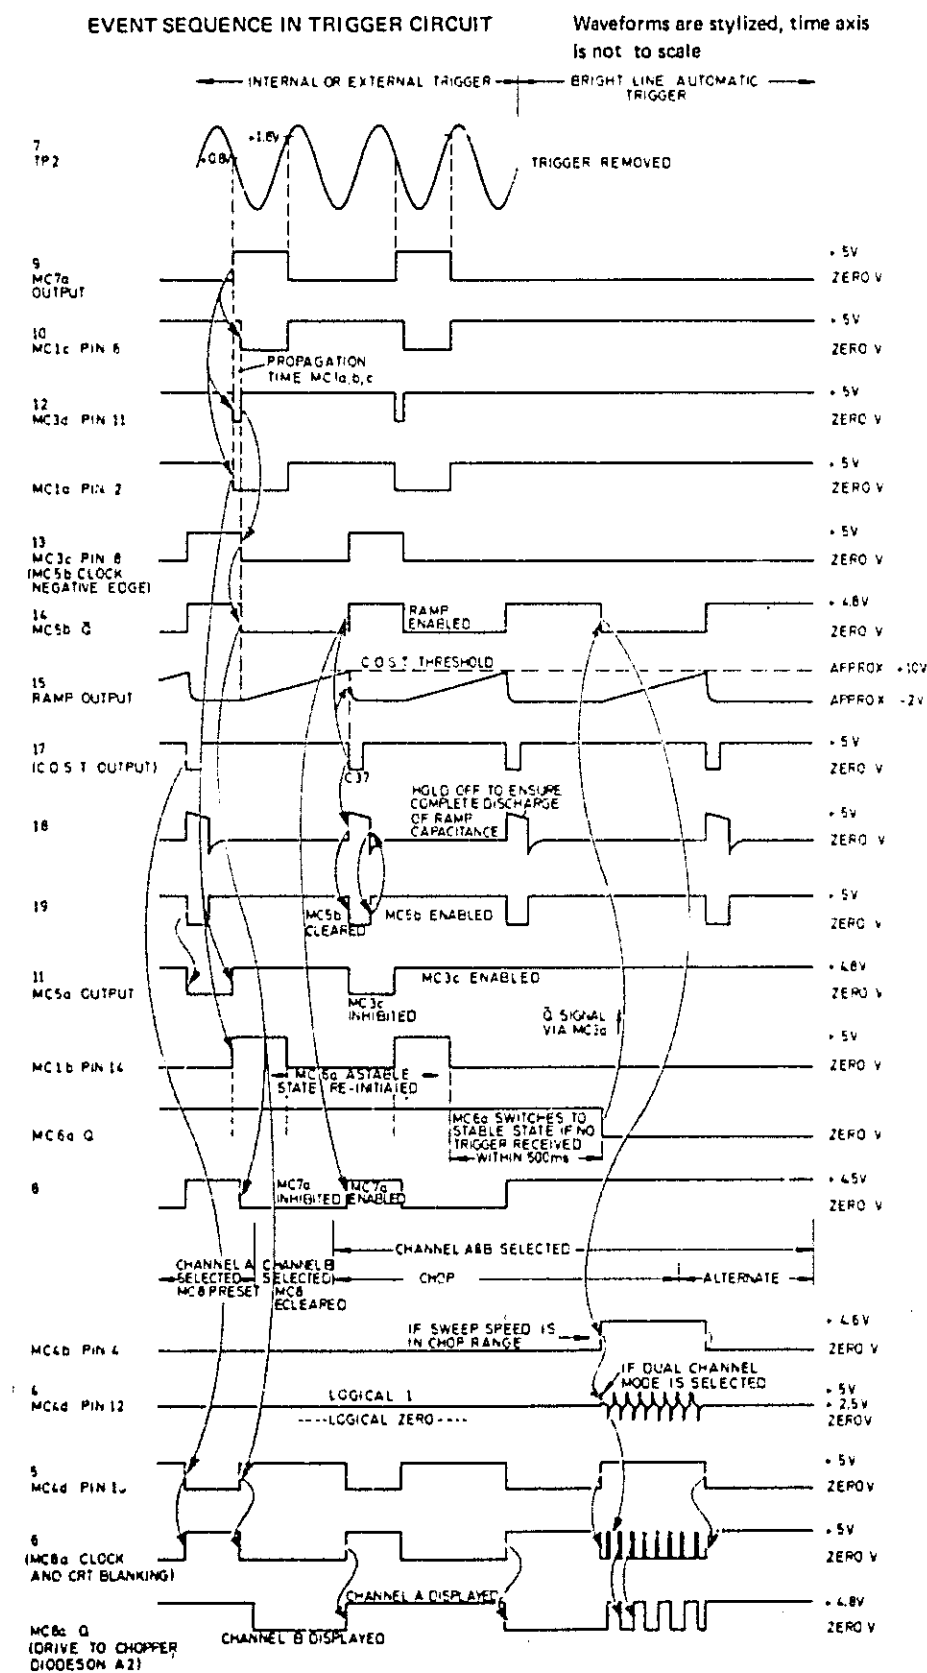 EVENT SEQUENCE IN TRIGGER CIRCUIT
Waveforms are stylized, time axis
is not to scale
INTERNAL OR EXTERNAL TRIGGER
BRIGHT LINE AUTOMATIC
TRIGGER
7
TP2
+0.8V
+1.8V
TRIGGER REMOVED
9
MC7a
OUTPUT
+ 5V
ZERO V
10
MC1c PIN 6
+ 5V
ZERO V
PROPAGATION
TIME MC1a,b,c
12
MC3d PIN 11
+ 5V
ZERO V
MC1a PIN 2
+ 5V
ZERO V
13
MC3c PIN 8
(MC5b CLOCK
NEGATIVE EDGE)
+ 5V
ZERO V
14
MC5b Q̄
RAMP
ENABLED
+ 4.8V
ZERO V
15
RAMP OUTPUT
C.O.S.T. THRESHOLD
APPROX +10V
APPROX -2V
17
(C.O.S.T. OUTPUT)
C37
+ 5V
ZERO V
HOLD OFF TO ENSURE
COMPLETE DISCHARGE
OF RAMP
CAPACITANCE
18
+ 5V
ZERO V
19
MC5b
CLEARED
MC5b ENABLED
+ 5V
ZERO V
11
MC5a OUTPUT
MC3c ENABLED
MC3c
INHIBITED
+ 4.8V
ZERO V
Q̄ SIGNAL
VIA
MC1b PIN 14
MC6a ASTABLE
STATE RE-INITIATED
+ 5V
ZERO V
MC6a Q
MC6a SWITCHES TO
STABLE STATE IF NO
TRIGGER RECEIVED
WITHIN 500ms
ZERO V
8
MC7a
INHIBITED
MC7a
ENABLED
+ 4.5V
ZERO V
CHANNEL A&B SELECTED
CHANNEL A
SELECTED
MC8 PRESET
CHANNEL B
SELECTED
MC8
CLEARED
CHOP
ALTERNATE
MC4b PIN 4
IF SWEEP SPEED IS
IN CHOP RANGE
+ 4.6V
ZERO V
4
MC4d PIN 12
LOGICAL 1
----LOGICAL ZERO----
IF DUAL CHANNEL
MODE IS SELECTED
+ 5V
+ 2.5V
ZERO V
5
MC4d PIN
+ 5V
ZERO V
6
(MC8a CLOCK
AND CRT BLANKING)
+ 5V
ZERO V
MC8a Q
(DRIVE TO CHOPPER
DIODES ON A2)
CHANNEL B DISPLAYED
CHANNEL A DISPLAYED
+ 4.8V
ZERO V